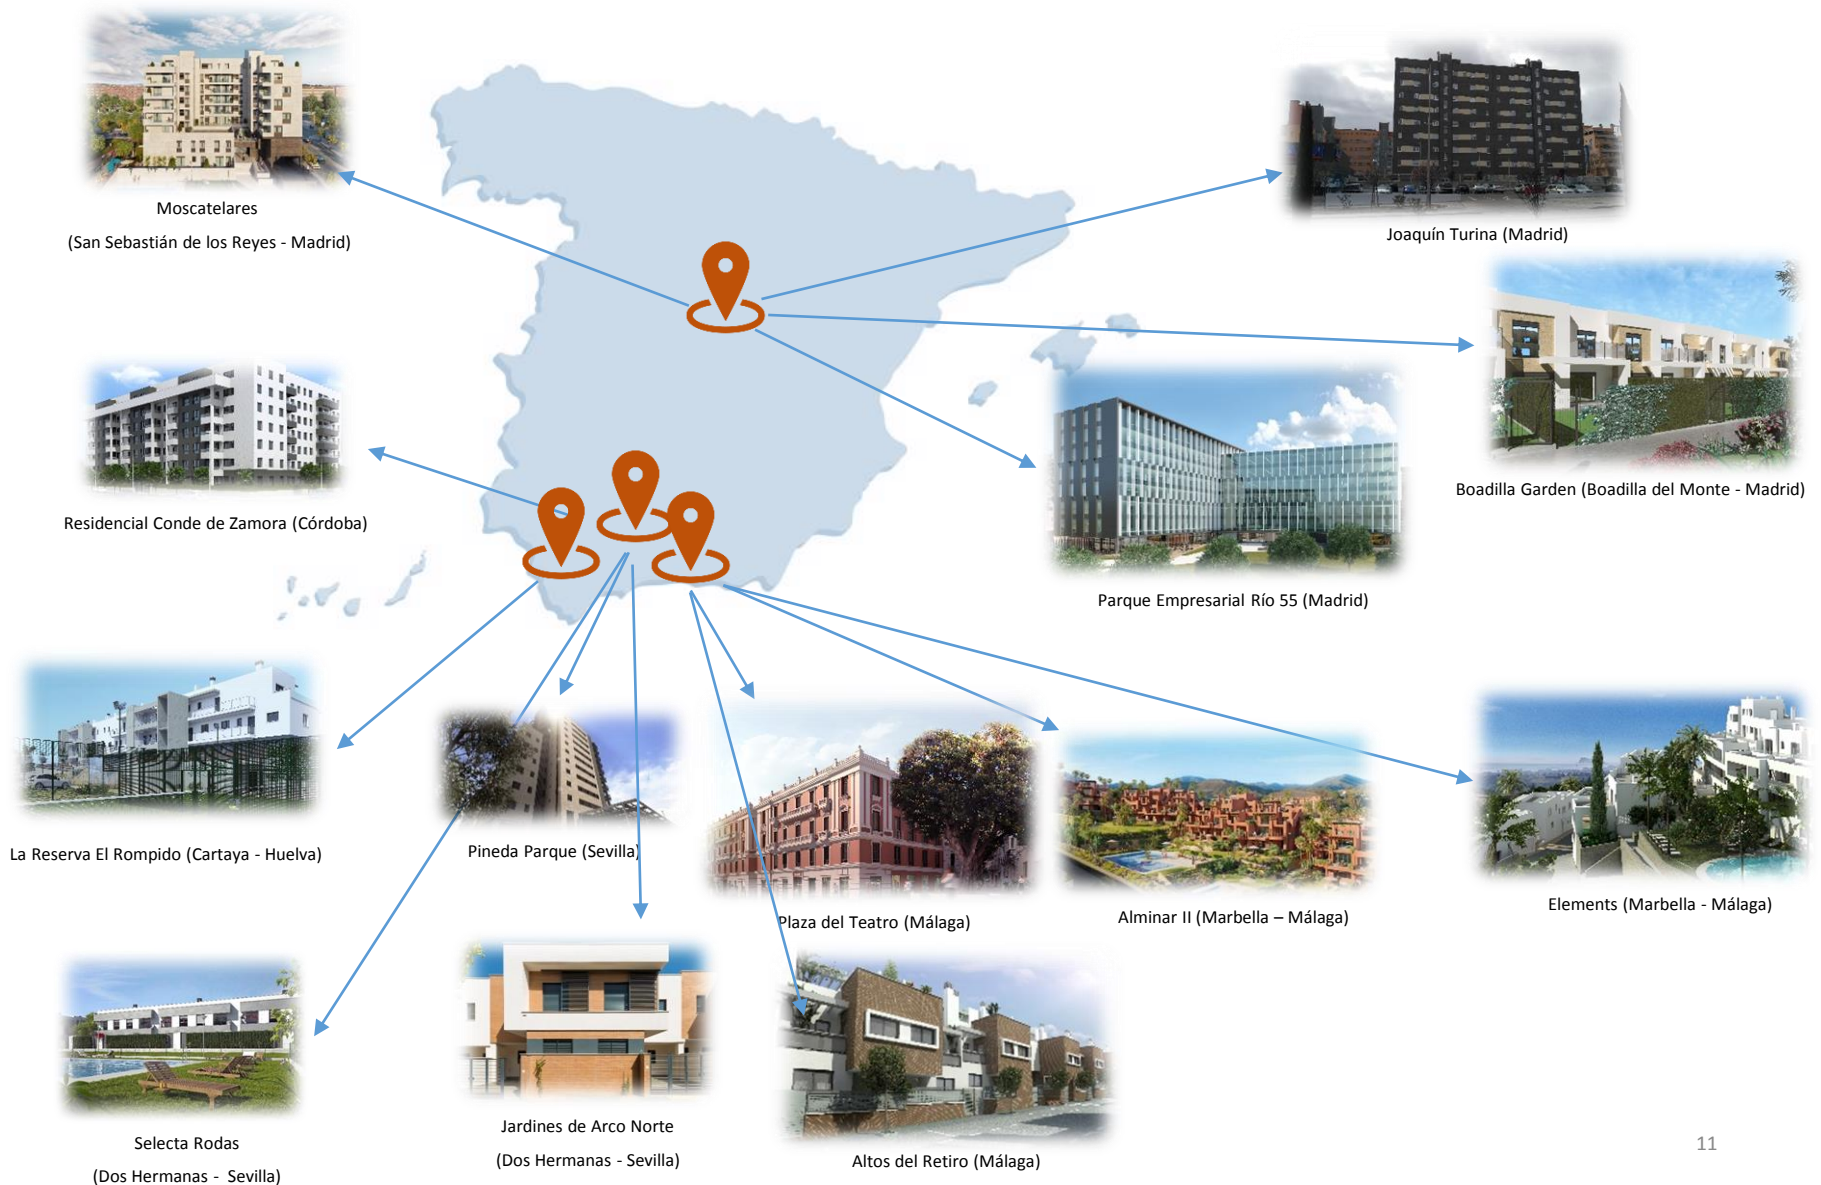 Moscatelares
(San Sebastián de los Reyes - Madrid)
Joaquín Turina (Madrid)
Boadilla Garden (Boadilla del Monte - Madrid)
Residencial Conde de Zamora (Córdoba)
Parque Empresarial Río 55 (Madrid)
La Reserva El Rompido (Cartaya - Huelva)
Pineda Parque (Sevilla)
Plaza del Teatro (Málaga)
Alminar II (Marbella – Málaga)
Elements (Marbella - Málaga)
Selecta Rodas
(Dos Hermanas - Sevilla)
Jardines de Arco Norte
(Dos Hermanas - Sevilla)
Altos del Retiro (Málaga)
11